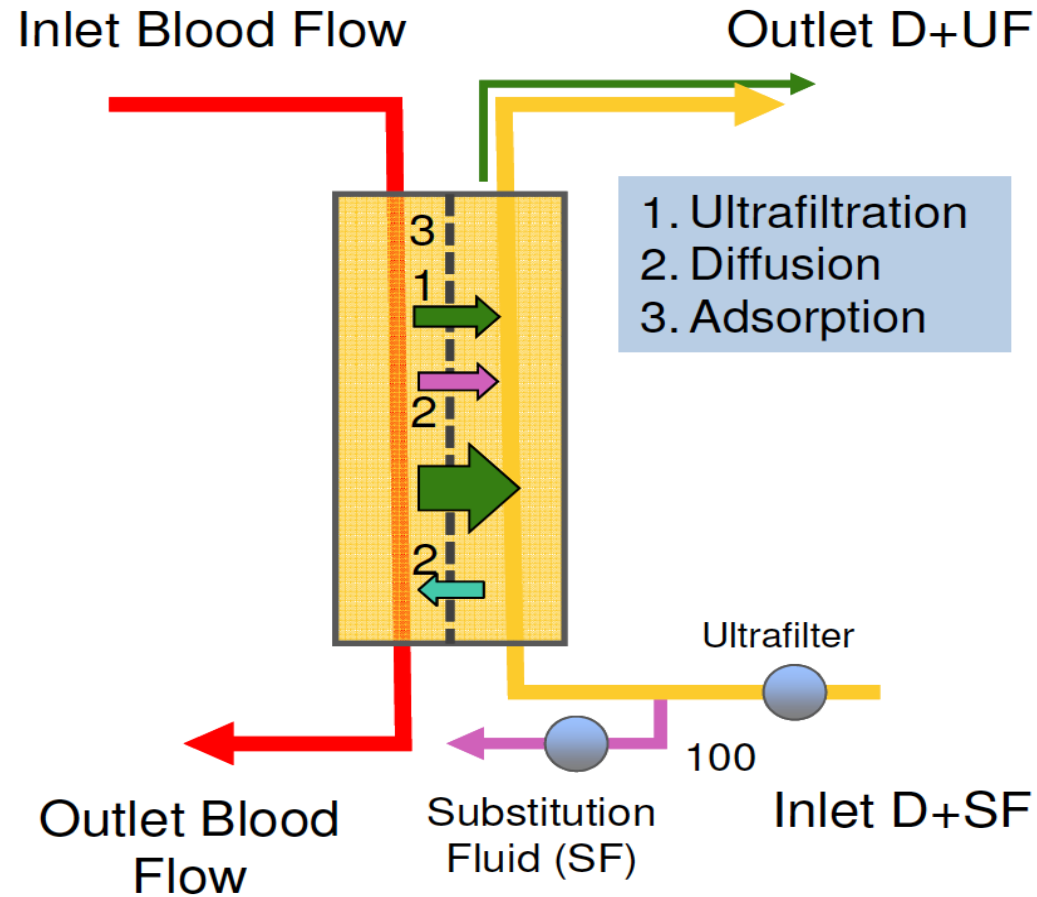 Inlet Blood Flow
Outlet D+UF
1. Ultrafiltration
2. Diffusion
3. Adsorption
3
1
2
2
Ultrafilter
100
Inlet D+SF
Substitution
Fluid (SF)
Outlet Blood
Flow